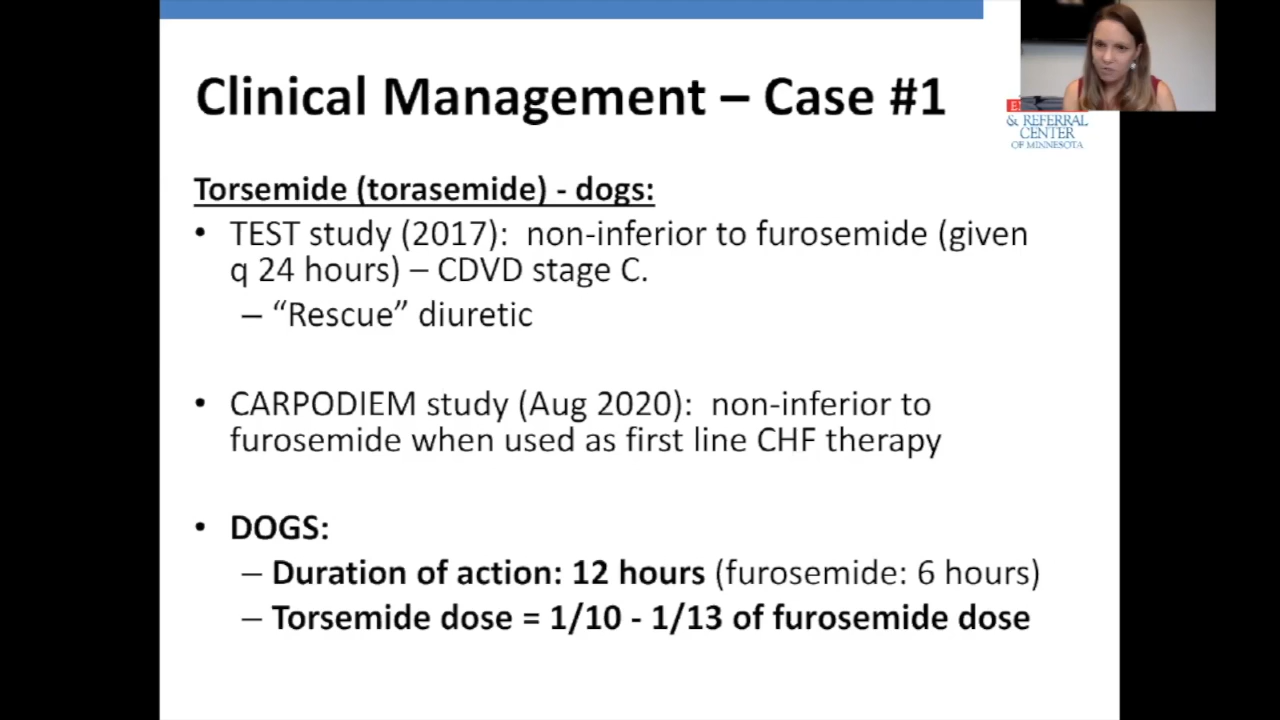 Clinical Management – Case #1
& REFERRAL
CENTER
OF MINNESOTA
Torsemide (torasemide) - dogs:
• TEST study (2017):  non-inferior to furosemide (given
q 24 hours) – CDVD stage C.
– “Rescue” diuretic
• CARPODIEM study (Aug 2020):  non-inferior to
furosemide when used as first line CHF therapy
• DOGS:
– Duration of action: 12 hours (furosemide: 6 hours)
– Torsemide dose = 1/10 - 1/13 of furosemide dose